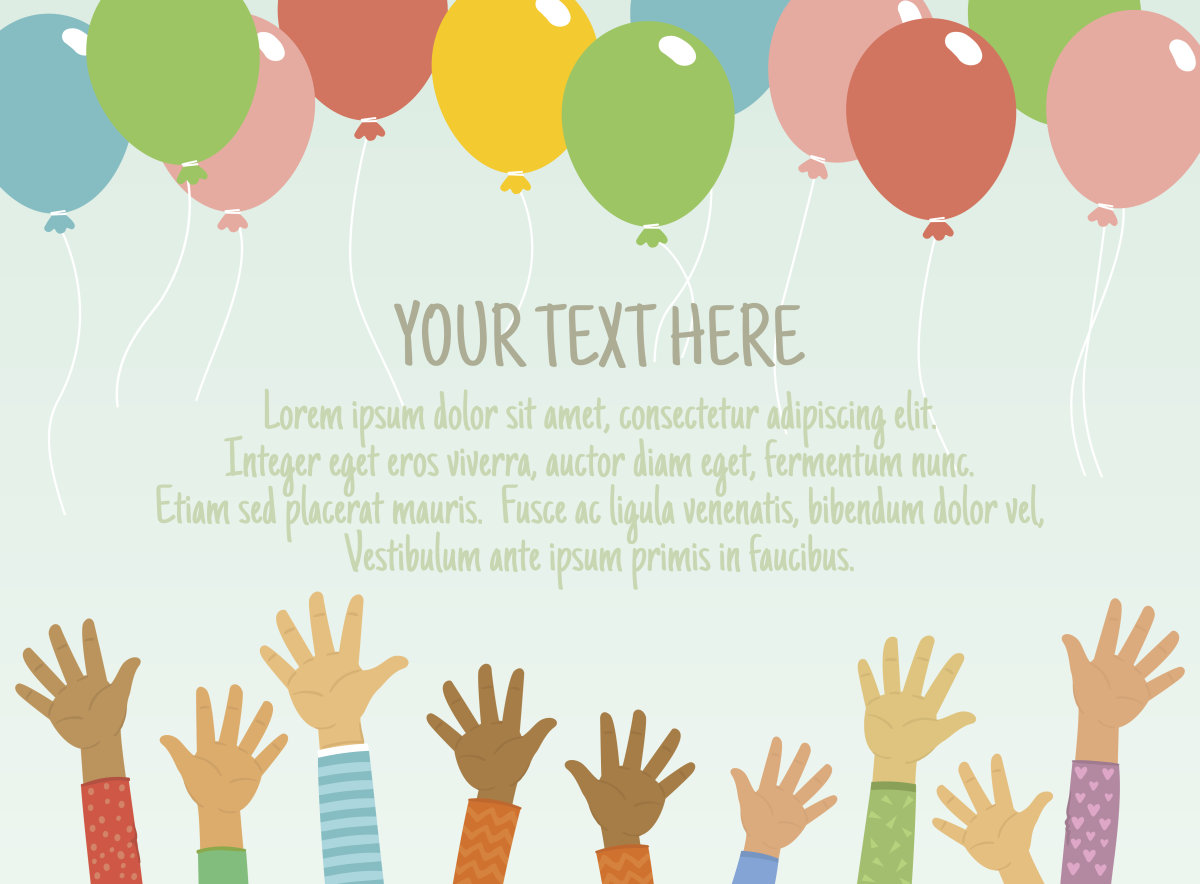 YOUR TEXT HERE
Lorem ipsum dolor sit amet, consectetur adipiscing elit.
Integer eget eros viverra, auctor diam eget, fermentum nunc.
Etiam sed placerat mauris. Fusce ac ligula venenatis, bibendum dolor vel,
Vestibulum ante ipsum primis in faucibus.